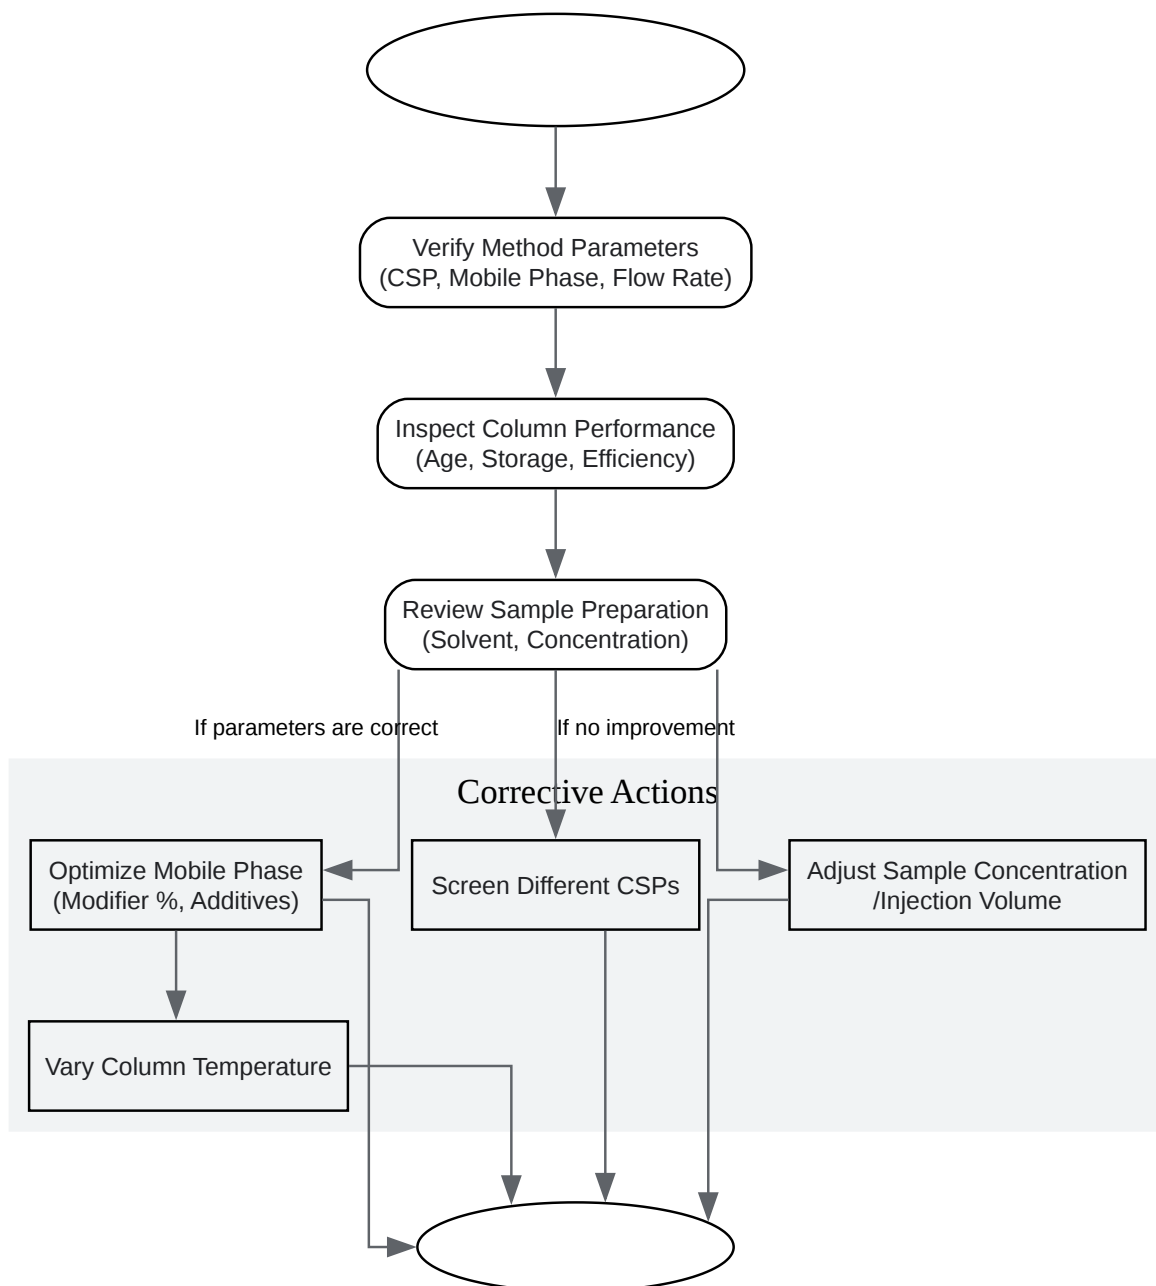 Verify Method Parameters
(CSP, Mobile Phase, Flow Rate)
Inspect Column Performance
(Age, Storage, Efficiency)
Review Sample Preparation
(Solvent, Concentration)
If parameters are correct
If no improvement
Corrective Actions
Optimize Mobile Phase
(Modifier %, Additives)
Screen Different CSPs
Adjust Sample Concentration
/Injection Volume
Vary Column Temperature